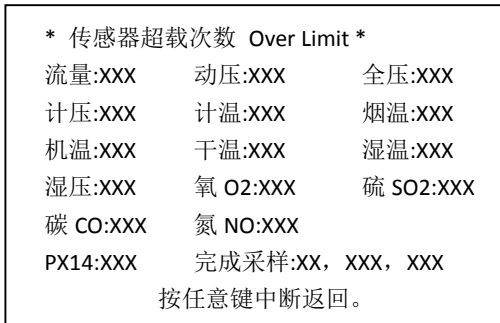 * 传感器超载次数 Over Limit *
流量:XXX 动压:XXX 全压:XXX
计压:XXX 计温:XXX 烟温:XXX
机温:XXX 干温:XXX 湿温:XXX
湿压:XXX 氧 O2:XXX 硫 SO2:XXX
碳 CO:XXX 氮 NO:XXX
PX14:XXX 完成采样:XX，XXX，XXX
按任意键中断返回。